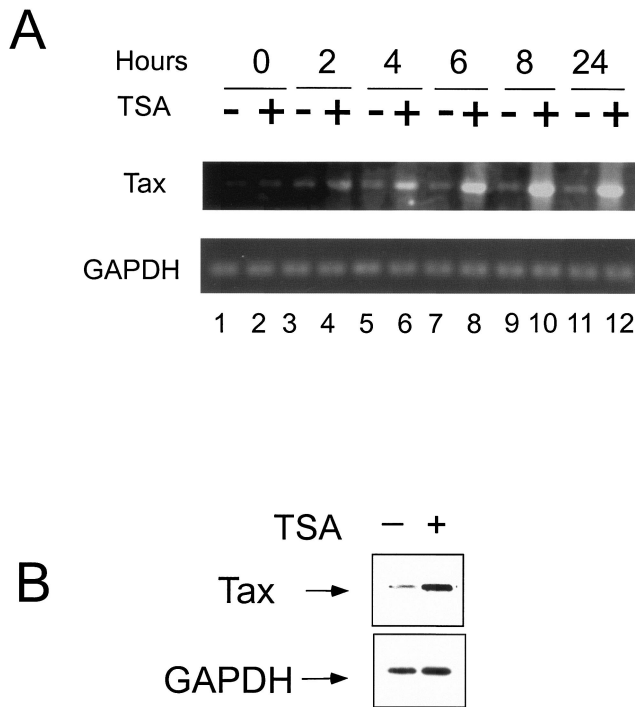 A
Hours 0 2 4 6 8 24
TSA - + - + - + - + - + - +
Tax
GAPDH
1 2 3 4 5 6 7 8 9 10 11 12
TSA - +
B
Tax
GAPDH